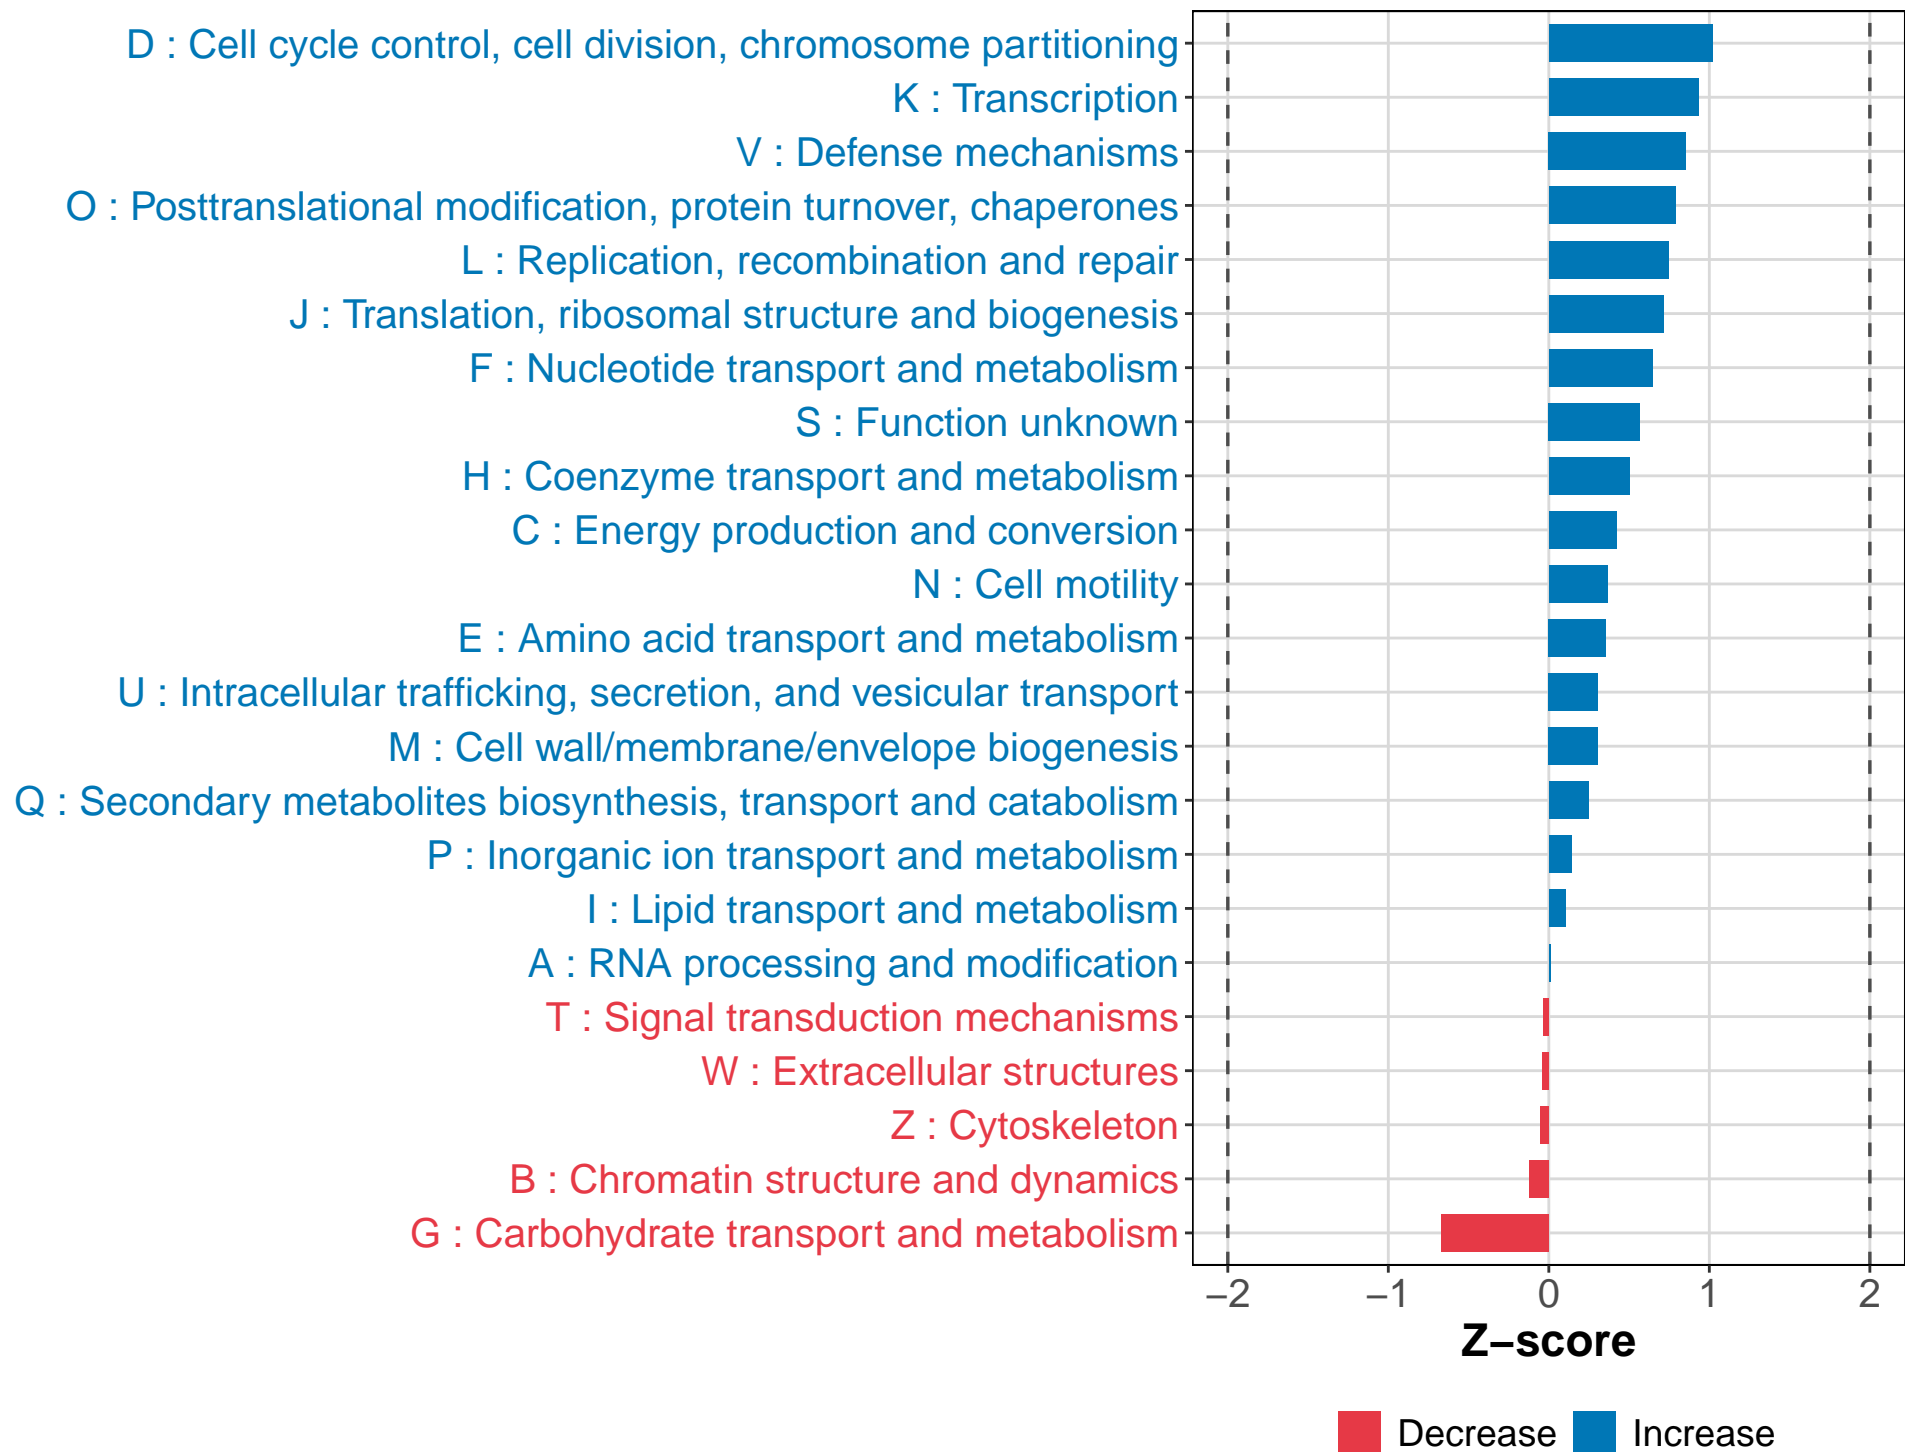 D : Cell cycle control, cell division, chromosome partitioning
K : Transcription
V : Defense mechanisms
O : Posttranslational modification, protein turnover, chaperones
L : Replication, recombination and repair
J : Translation, ribosomal structure and biogenesis
F : Nucleotide transport and metabolism
S : Function unknown
H : Coenzyme transport and metabolism
C : Energy production and conversion
N : Cell motility
E : Amino acid transport and metabolism
U : Intracellular trafficking, secretion, and vesicular transport
M : Cell wall/membrane/envelope biogenesis
Q : Secondary metabolites biosynthesis, transport and catabolism
P : Inorganic ion transport and metabolism
I : Lipid transport and metabolism
A : RNA processing and modification
T : Signal transduction mechanisms
W : Extracellular structures
Z : Cytoskeleton
B : Chromatin structure and dynamics
G : Carbohydrate transport and metabolism
−2 −1 0 1 2
Z−score
Decrease Increase